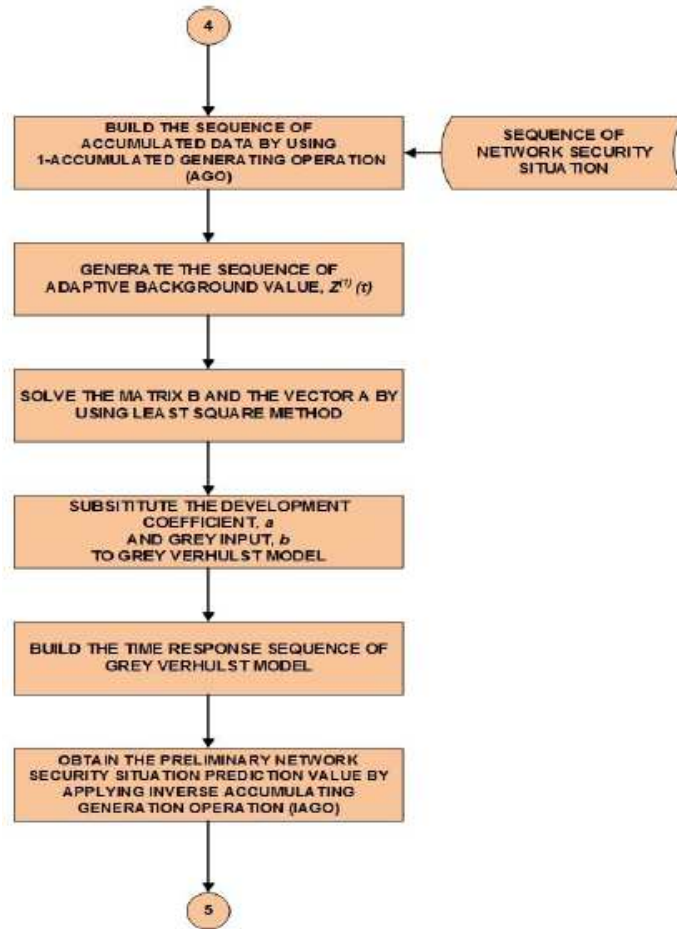 4
BUILD THE SEQUENCE OF
ACCUMULATED DATA BY USING
1-ACCUMULATED GENERATING OPERATION
(AGO)
SEQUENCE OF
NETWORK SECURITY
SITUATION
GENERATE THE SEQUENCE OF
ADAPTIVE BACKGROUND VALUE, Z⁽¹⁾ (t)
SOLVE THE MATRIX B AND THE VECTOR A BY
USING LEAST SQUARE METHOD
SUBSITITUTE THE DEVELOPMENT
COEFFICIENT, a
AND GREY INPUT, b
TO GREY VERHULST MODEL
BUILD THE TIME RESPONSE SEQUENCE OF
GREY VERHULST MODEL
OBTAIN THE PRELIMINARY NETWORK
SECURITY SITUATION PREDICTION VALUE BY
APPLYING INVERSE ACCUMULATING
GENERATION OPERATION (IAGO)
5